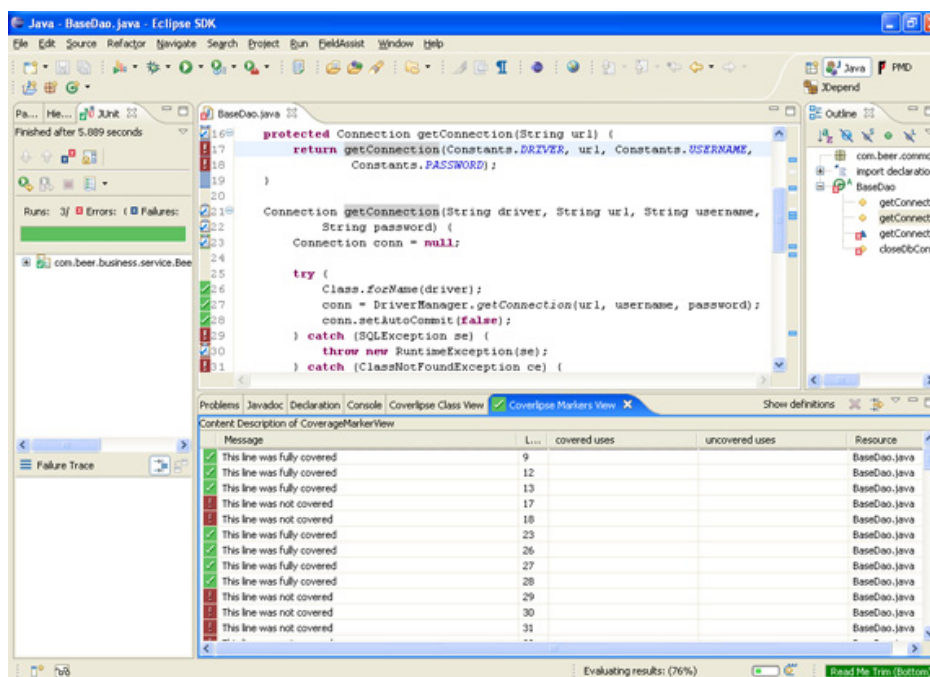 Java - BaseDao.java - Eclipse SDK
File Edit Source Refactor Navigate Search Project Run FieldAssist Window Help
Java PMD
JDepend
Pa... Hie... JUnit
Finished after 5.889 seconds
Runs: 3/ Errors: ( Failures:
com.beer.business.service.Bee
Failure Trace
BaseDao.java
16 protected Connection getConnection(String url) {
17 return getConnection(Constants.DRIVER, url, Constants.USERNAME,
18 Constants.PASSWORD);
19 }
20
21 Connection getConnection(String driver, String url, String username,
22 String password) {
23 Connection conn = null;
24
25 try {
26 Class.forName(driver);
27 conn = DriverManager.getConnection(url, username, password);
28 conn.setAutoCommit(false);
29 } catch (SQLException se) {
30 throw new RuntimeException(se);
31 } catch (ClassNotFoundException ce) {
Outline
com.beer.commo
import declaration
BaseDao
getConnect
getConnect
getConnect
closeDbCon
Problems Javadoc Declaration Console Coverlipse Class View Coverlipse Markers View Show definitions
Content Description of CoverageMarkerView
Message L... covered uses uncovered uses Resource
This line was fully covered 9 BaseDao.java
This line was fully covered 12 BaseDao.java
This line was fully covered 13 BaseDao.java
This line was not covered 17 BaseDao.java
This line was not covered 18 BaseDao.java
This line was fully covered 23 BaseDao.java
This line was fully covered 26 BaseDao.java
This line was fully covered 27 BaseDao.java
This line was fully covered 28 BaseDao.java
This line was not covered 29 BaseDao.java
This line was not covered 30 BaseDao.java
This line was not covered 31 BaseDao.java
Evaluating results: (76%)
Read Me Trim (Bottom)